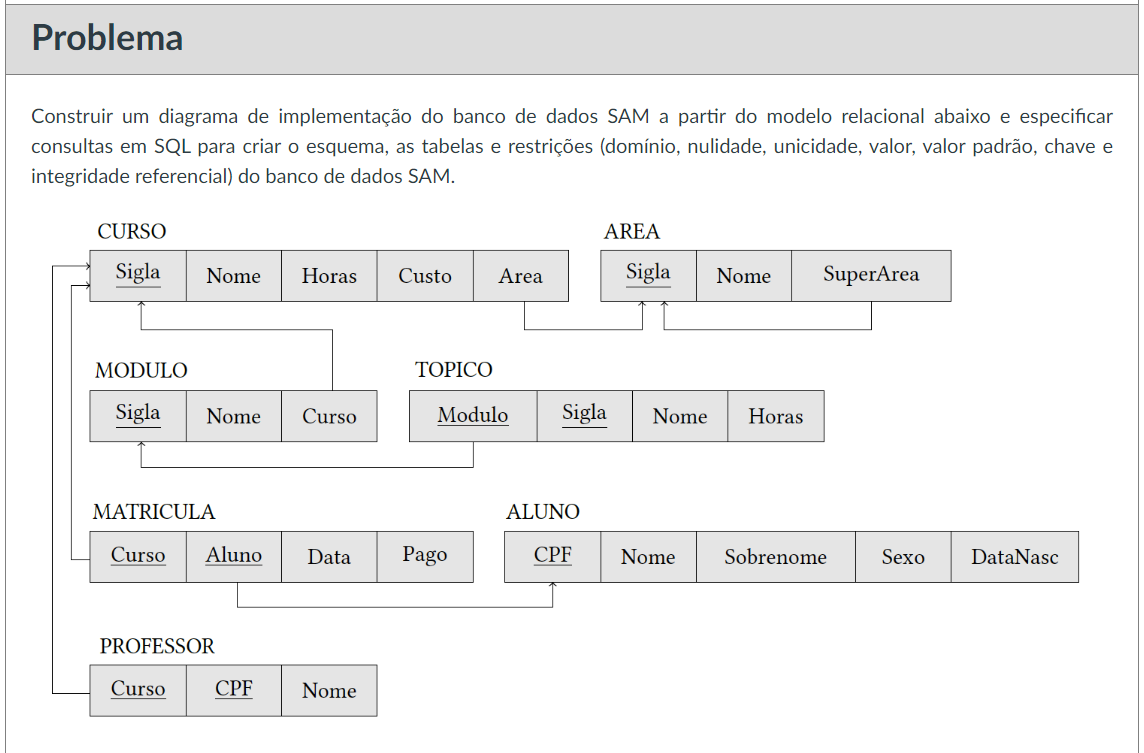 Problema
Construir um diagrama de implementação do banco de dados SAM a partir do modelo relacional abaixo e especificar
consultas em SQL para criar o esquema, as tabelas e restrições (domínio, nulidade, unicidade, valor, valor padrão, chave e
integridade referencial) do banco de dados SAM.
CURSO
Sigla Nome Horas Custo Area
AREA
Sigla Nome SuperArea
MODULO
Sigla Nome Curso
TOPICO
Modulo Sigla Nome Horas
MATRICULA
Curso Aluno Data Pago
ALUNO
CPF Nome Sobrenome Sexo DataNasc
PROFESSOR
Curso CPF Nome